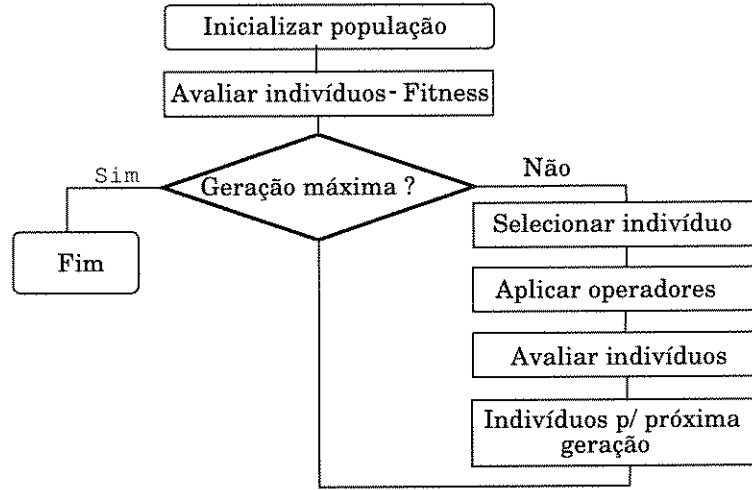 Inicializar população
Avaliar indivíduos - Fitness
Geração máxima ?
Sim
Fim
Não
Selecionar indivíduo
Aplicar operadores
Avaliar indivíduos
Indivíduos p/ próxima
geração